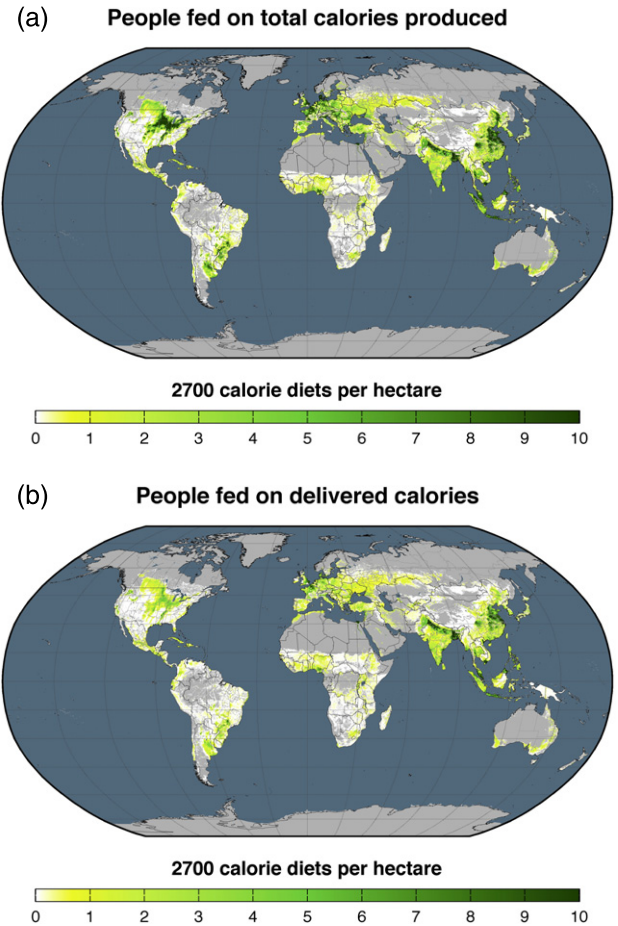 (a)
People fed on total calories produced
2700 calorie diets per hectare
0 1 2 3 4 5 6 7 8 9 10
(b)
People fed on delivered calories
2700 calorie diets per hectare
0 1 2 3 4 5 6 7 8 9 10